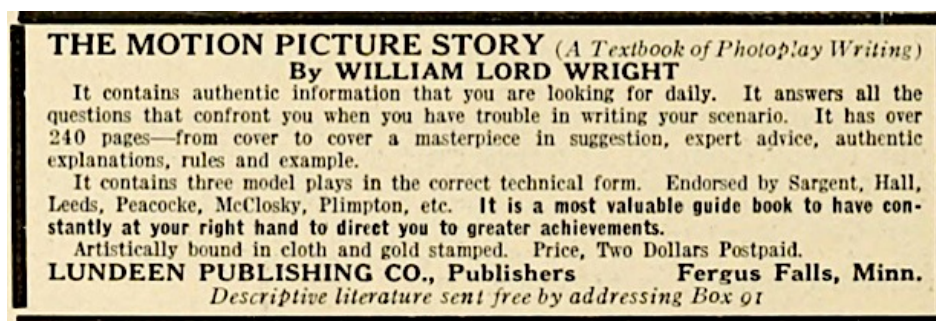 THE MOTION PICTURE STORY (A Textbook of Photoplay Writing)
By WILLIAM LORD WRIGHT
It contains authentic information that you are looking for daily. It answers all the
questions that confront you when you have trouble in writing your scenario. It has over
240 pages—from cover to cover a masterpiece in suggestion, expert advice, authentic
explanations, rules and example.
It contains three model plays in the correct technical form. Endorsed by Sargent, Hall,
Leeds, Peacocke, McClosky, Plimpton, etc. It is a most valuable guide book to have con-
stantly at your right hand to direct you to greater achievements.
Artistically bound in cloth and gold stamped. Price, Two Dollars Postpaid.
LUNDEEN PUBLISHING CO., Publishers Fergus Falls, Minn.
Descriptive literature sent free by addressing Box 91